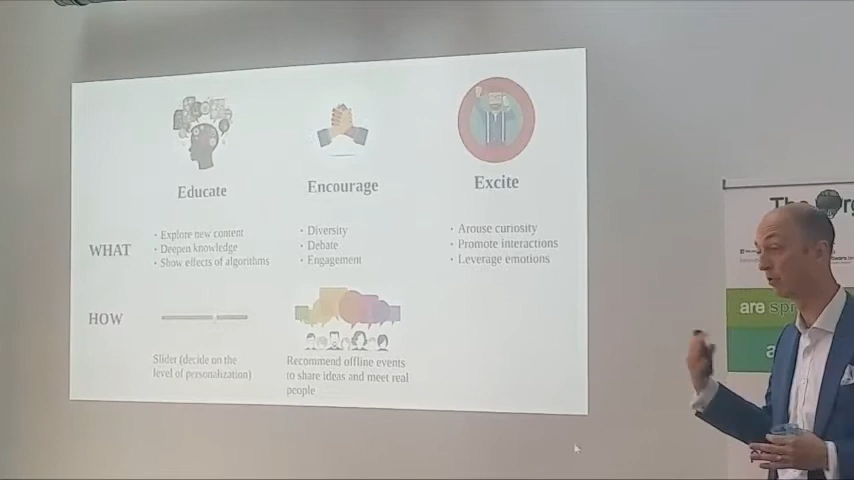 Educate
Encourage
Excite
WHAT
• Explore new content
• Deepen knowledge
• Show effects of algorithms
• Diversity
• Debate
• Engagement
• Arouse curiosity
• Promote interactions
• Leverage emotions
HOW
Slider (decide on the
level of personalization)
Recommend offline events
to share ideas and meet real
people
The
are